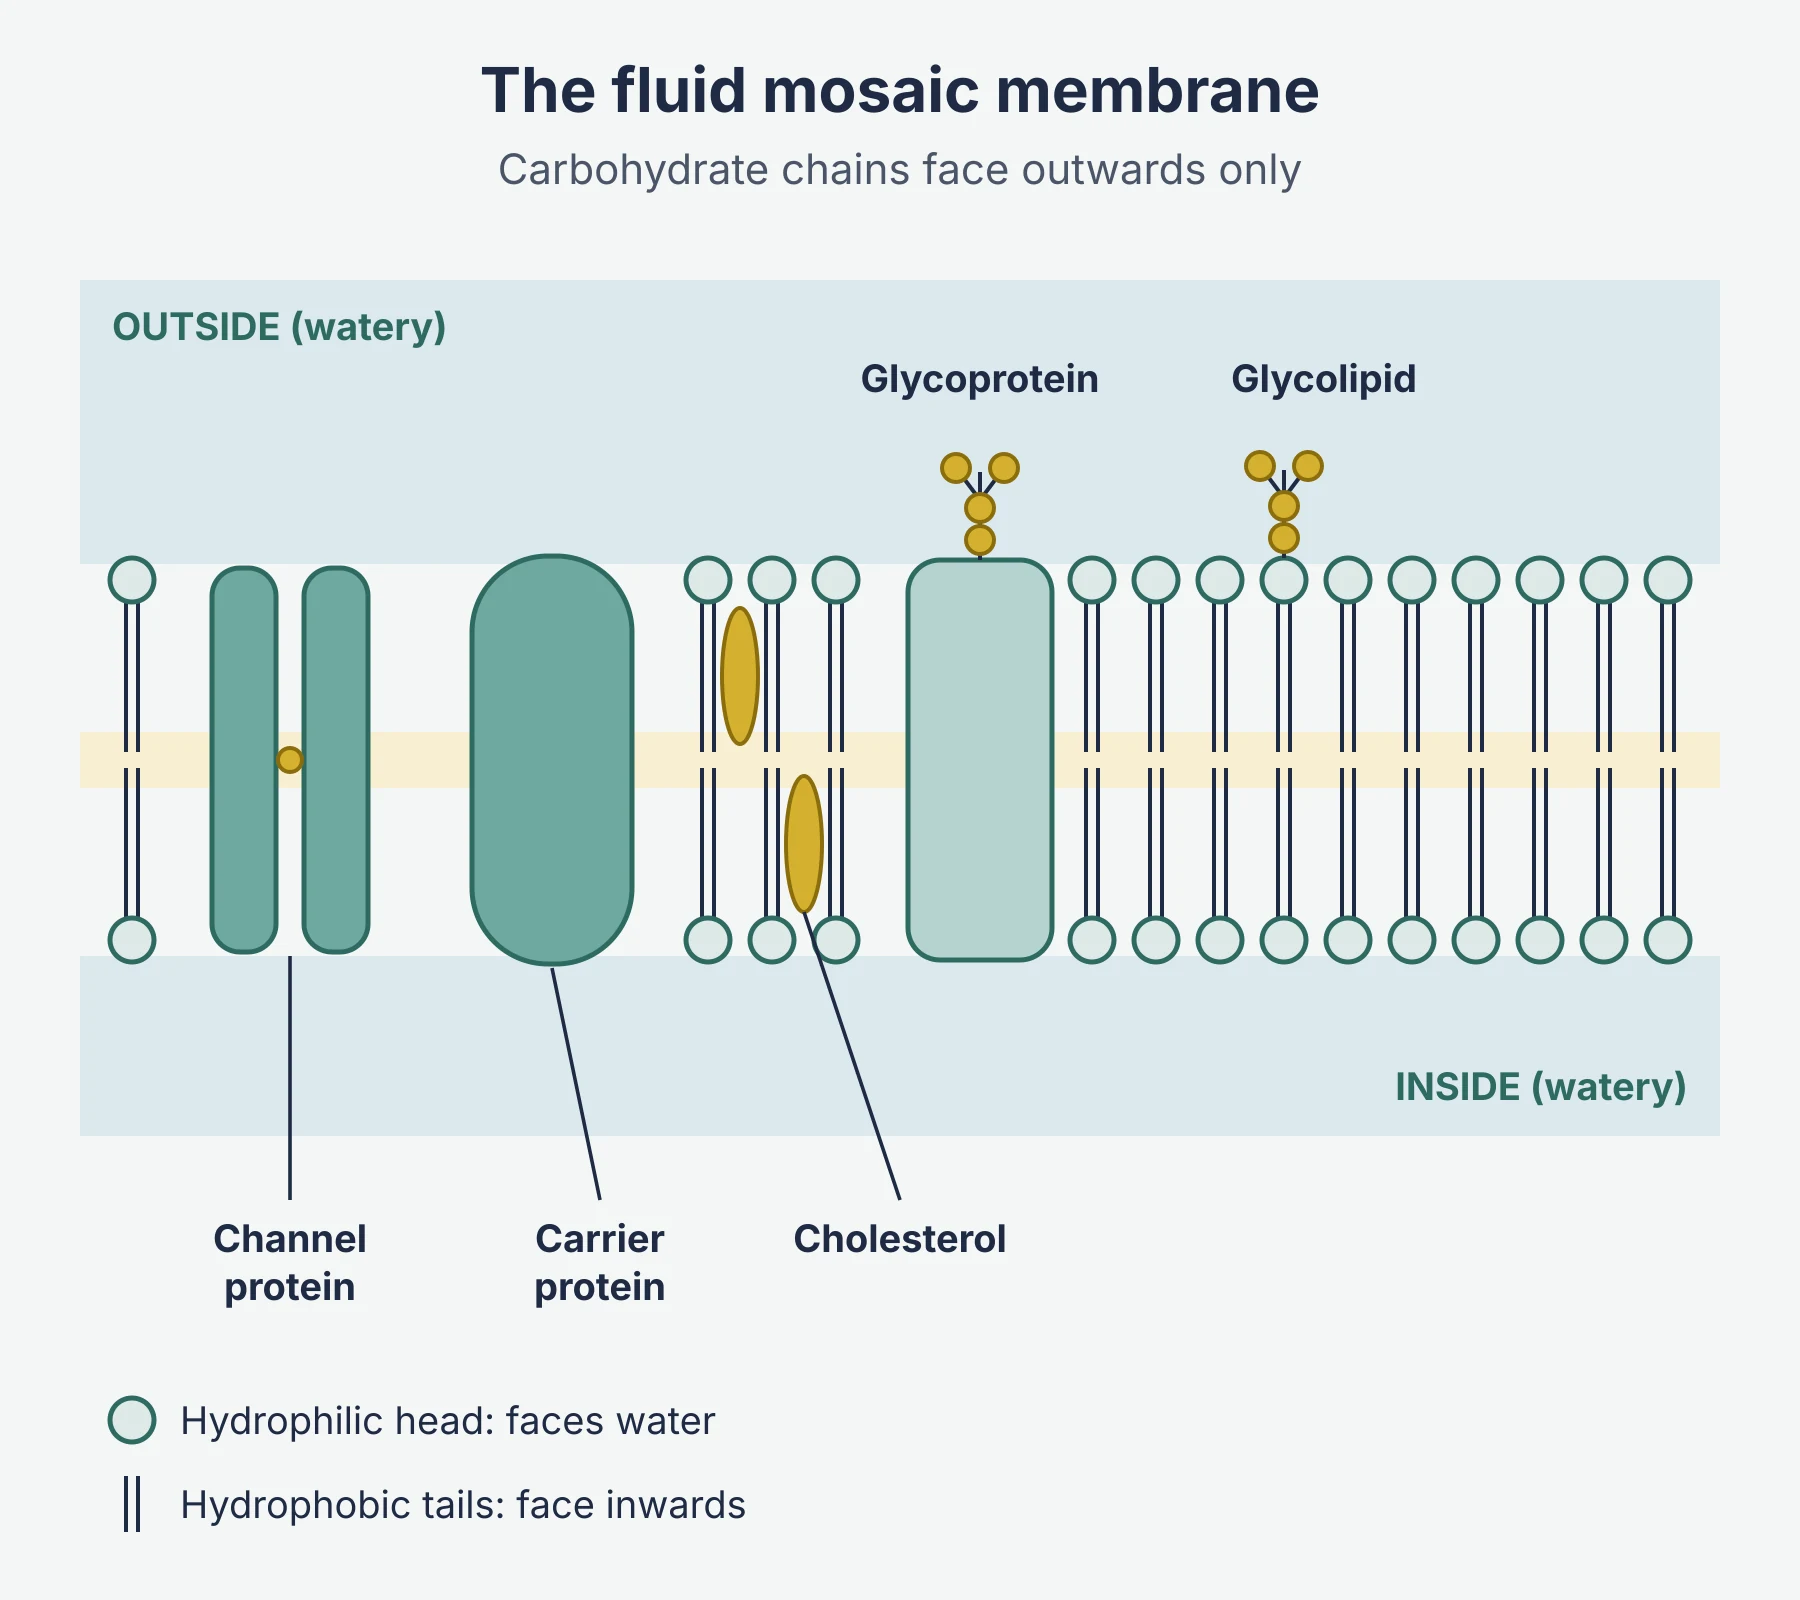 The fluid mosaic membrane
Carbohydrate chains face outwards only
OUTSIDE (watery)
Glycoprotein
Glycolipid
INSIDE (watery)
Channel
protein
Carrier
protein
Cholesterol
Hydrophilic head: faces water
Hydrophobic tails: face inwards